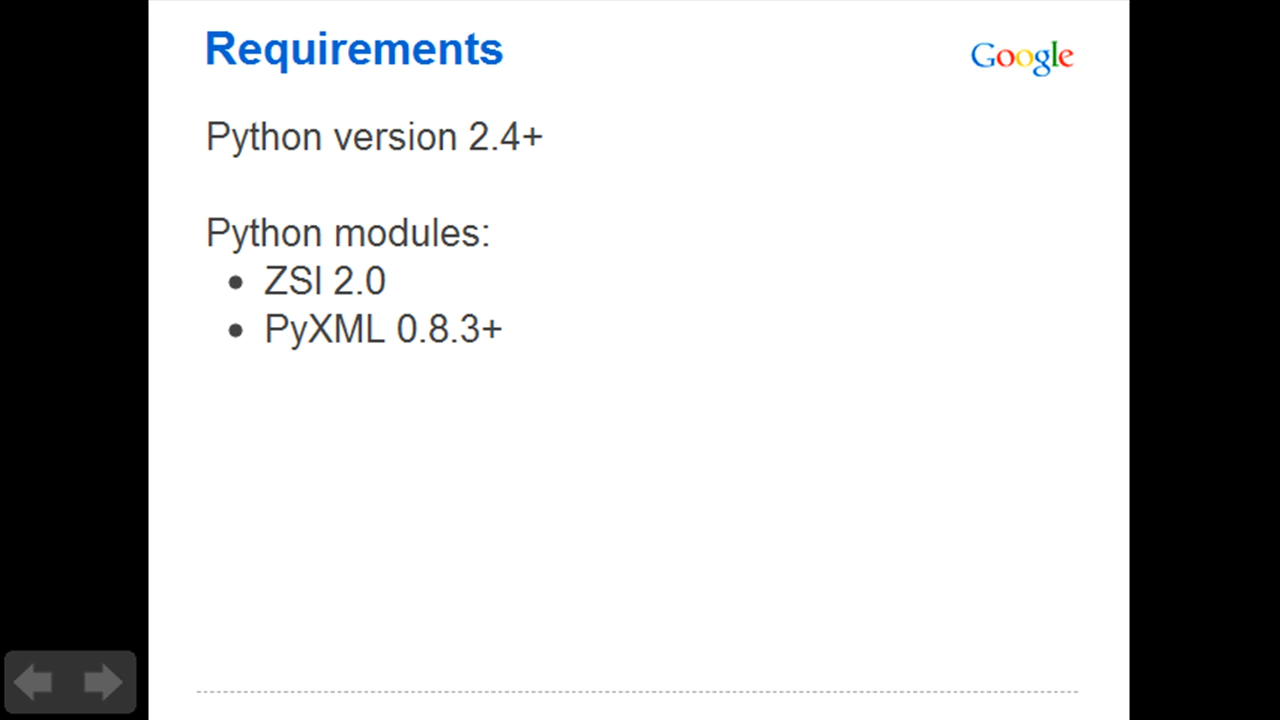 Requirements
Google
Python version 2.4+
Python modules:
• ZSI 2.0
• PyXML 0.8.3+